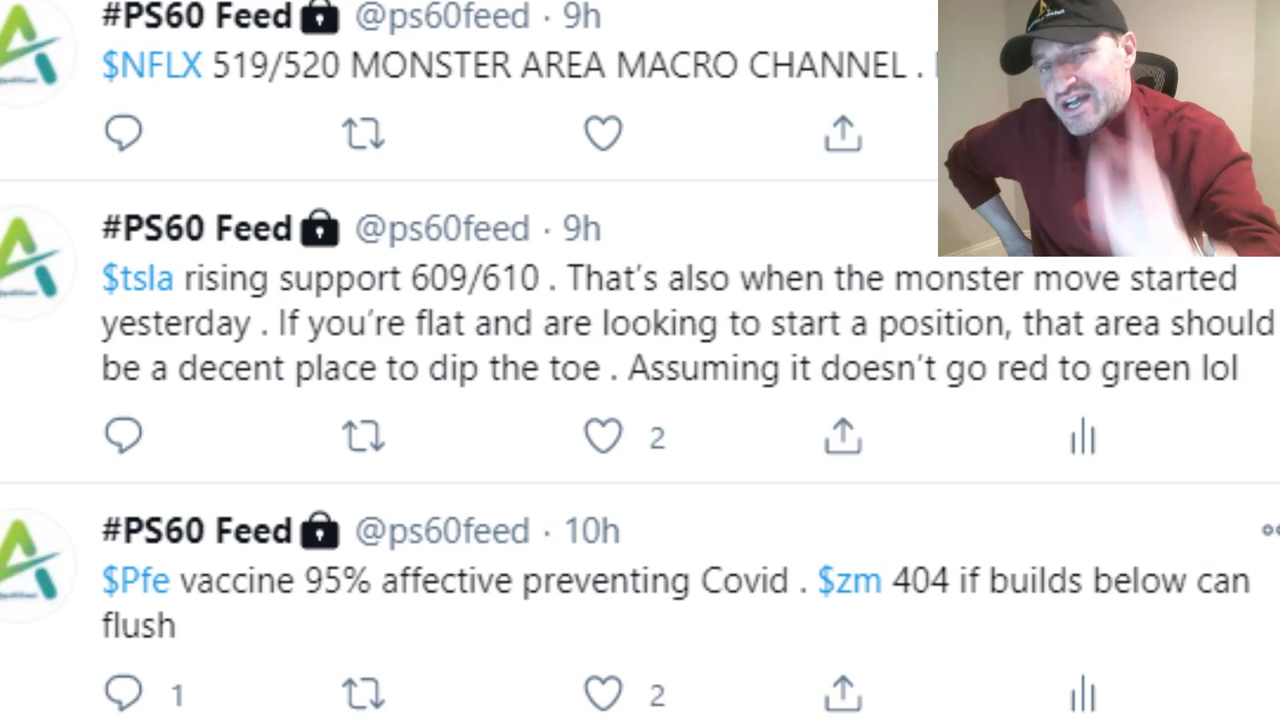 #PS60 Feed @ps60feed · 9h
$NFLX 519/520 MONSTER AREA MACRO CHANNEL .
#PS60 Feed @ps60feed · 9h
$tsla rising support 609/610 . That's also when the monster move started
yesterday . If you're flat and are looking to start a position, that area should
be a decent place to dip the toe . Assuming it doesn't go red to green lol
2
#PS60 Feed @ps60feed · 10h
$Pfe vaccine 95% affective preventing Covid . $zm 404 if builds below can
flush
1 2